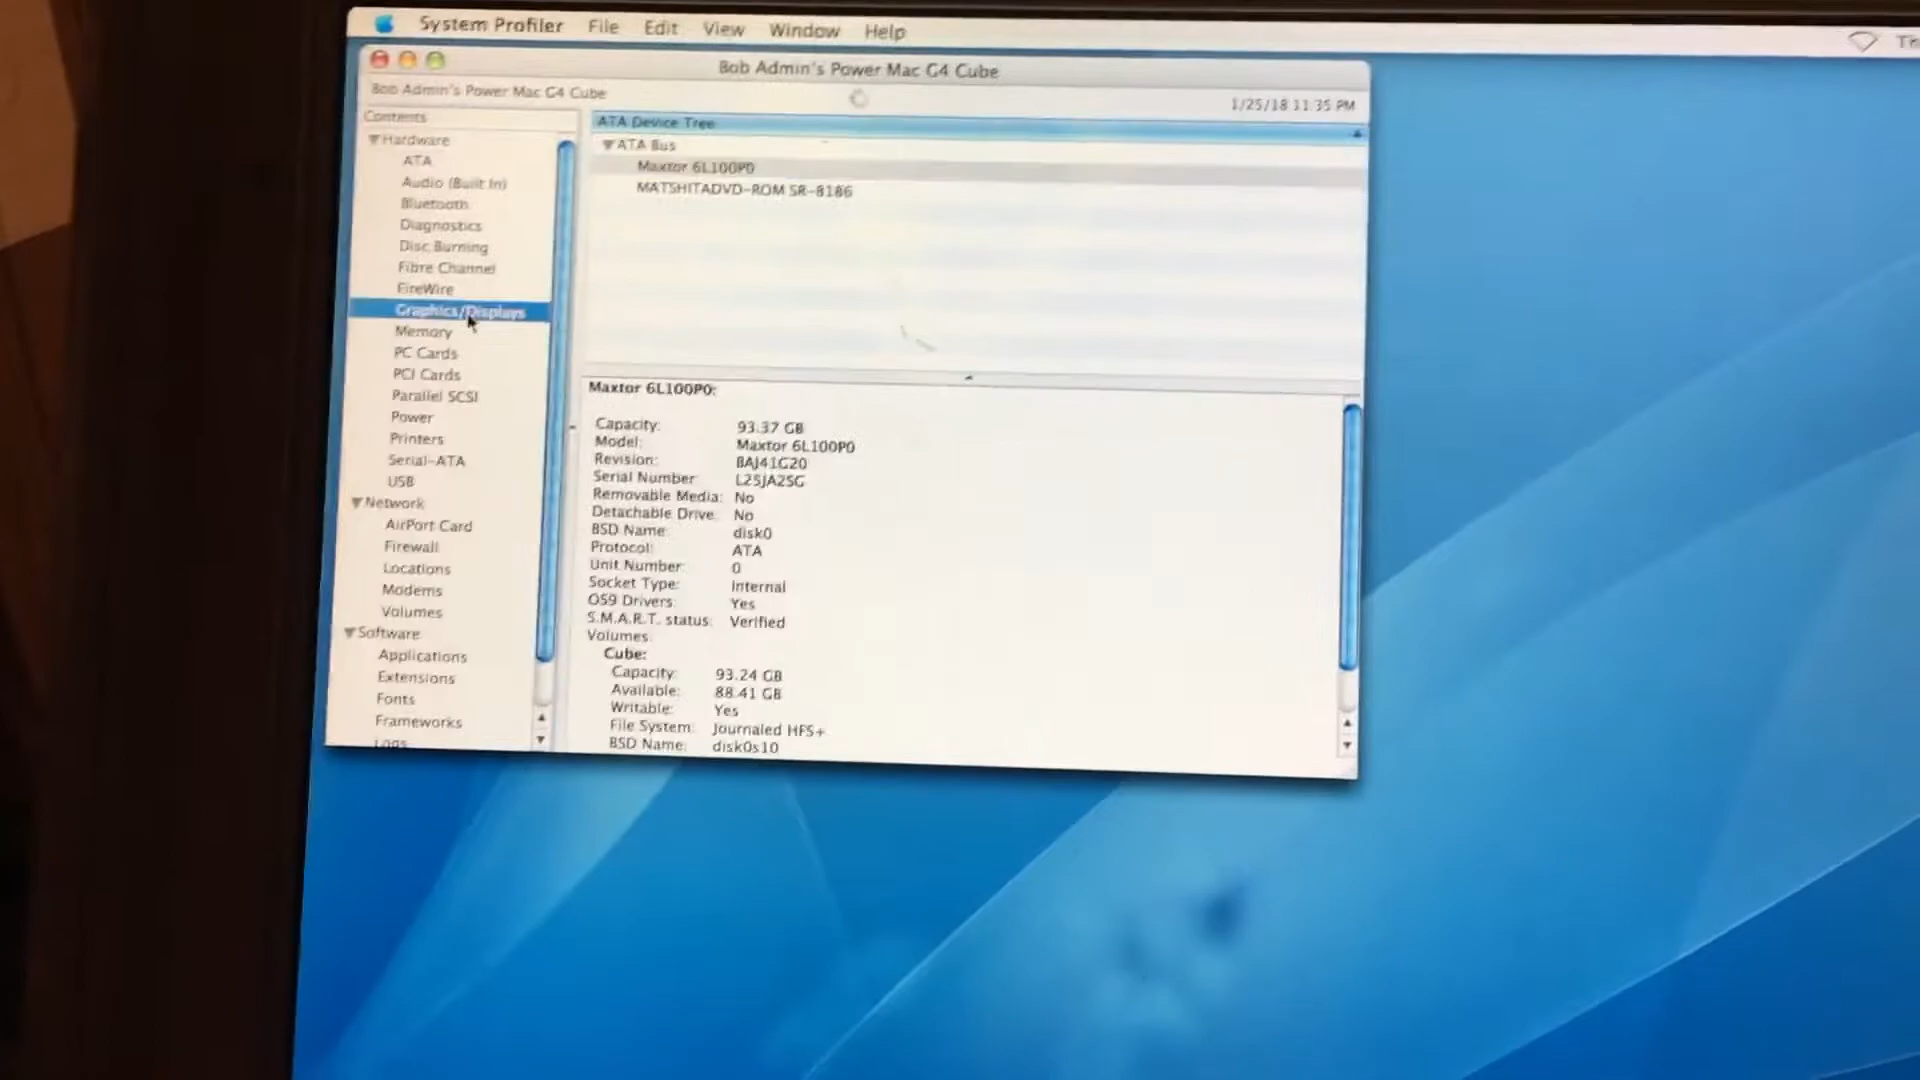 System Profiler File Edit View Window Help
Bob Admin's Power Mac G4 Cube
Bob Admin's Power Mac G4 Cube
1/25/18 11:35 PM
Contents
Hardware
ATA
Audio (Built In)
Bluetooth
Diagnostics
Disc Burning
Fibre Channel
FireWire
Graphics/Displays
Memory
PC Cards
PCI Cards
Parallel SCSI
Power
Printers
Serial-ATA
USB
Network
AirPort Card
Firewall
Locations
Modems
Volumes
Software
Applications
Extensions
Fonts
Frameworks
Logs
ATA Device Tree
ATA Bus
Maxtor 6L100P0
MATSHITADVD-ROM SR-8186
Maxtor 6L100P0:
Capacity: 93.37 GB
Model: Maxtor 6L100P0
Revision: BAJ41G20
Serial Number: L25JA2SG
Removable Media: No
Detachable Drive: No
BSD Name: disk0
Protocol: ATA
Unit Number: 0
Socket Type: Internal
OS9 Drivers: Yes
S.M.A.R.T. status: Verified
Volumes:
Cube:
Capacity: 93.24 GB
Available: 88.41 GB
Writable: Yes
File System: Journaled HFS+
BSD Name: disk0s10